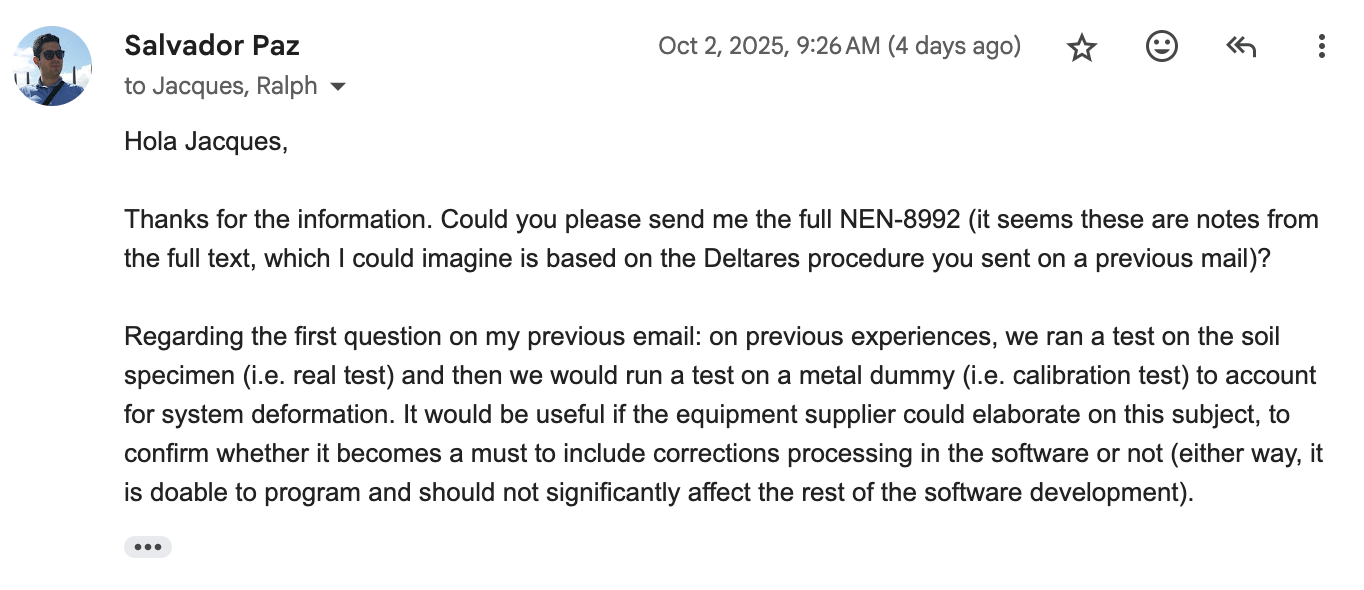 Salvador Paz
Oct 2, 2025, 9:26 AM (4 days ago)
to Jacques, Ralph
Hola Jacques,
Thanks for the information. Could you please send me the full NEN-8992 (it seems these are notes from
the full text, which I could imagine is based on the Deltares procedure you sent on a previous mail)?
Regarding the first question on my previous email: on previous experiences, we ran a test on the soil
specimen (i.e. real test) and then we would run a test on a metal dummy (i.e. calibration test) to account
for system deformation. It would be useful if the equipment supplier could elaborate on this subject, to
confirm whether it becomes a must to include corrections processing in the software or not (either way, it
is doable to program and should not significantly affect the rest of the software development).